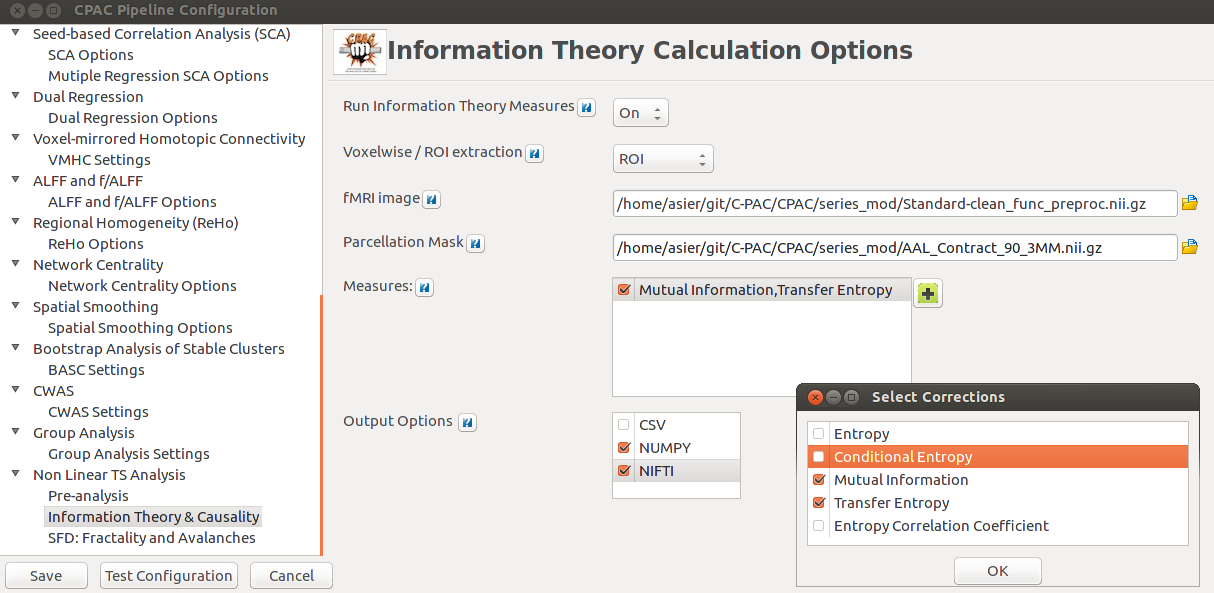 CPAC Pipeline Configuration
Seed-based Correlation Analysis (SCA)
SCA Options
Mutiple Regression SCA Options
Dual Regression
Dual Regression Options
Voxel-mirrored Homotopic Connectivity
VMHC Settings
ALFF and f/ALFF
ALFF and f/ALFF Options
Regional Homogeneity (ReHo)
ReHo Options
Network Centrality
Network Centrality Options
Spatial Smoothing
Spatial Smoothing Options
Bootstrap Analysis of Stable Clusters
BASC Settings
CWAS
CWAS Settings
Group Analysis
Group Analysis Settings
Non Linear TS Analysis
Pre-analysis
Information Theory & Causality
SFD: Fractality and Avalanches
Save
Test Configuration
Cancel
CPAC
Information Theory Calculation Options
Run Information Theory Measures ? On
Voxelwise / ROI extraction ? ROI
fMRI image ? /home/asier/git/C-PAC/CPAC/series_mod/Standard-clean_func_preproc.nii.gz
Parcellation Mask ? /home/asier/git/C-PAC/CPAC/series_mod/AAL_Contract_90_3MM.nii.gz
Measures: ? Mutual Information,Transfer Entropy
Output Options ? CSV
NUMPY
NIFTI
Select Corrections
Entropy
Conditional Entropy
Mutual Information
Transfer Entropy
Entropy Correlation Coefficient
OK